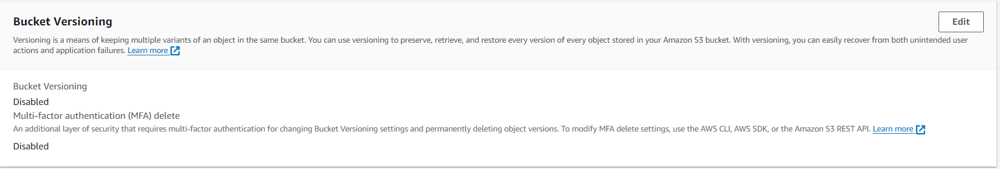 Bucket Versioning
Edit
Versioning is a means of keeping multiple variants of an object in the same bucket. You can use versioning to preserve, retrieve, and restore every version of every object stored in your Amazon S3 bucket. With versioning, you can easily recover from both unintended user
actions and application failures. Learn more
Bucket Versioning
Disabled
Multi-factor authentication (MFA) delete
An additional layer of security that requires multi-factor authentication for changing Bucket Versioning settings and permanently deleting object versions. To modify MFA delete settings, use the AWS CLI, AWS SDK, or the Amazon S3 REST API. Learn more
Disabled